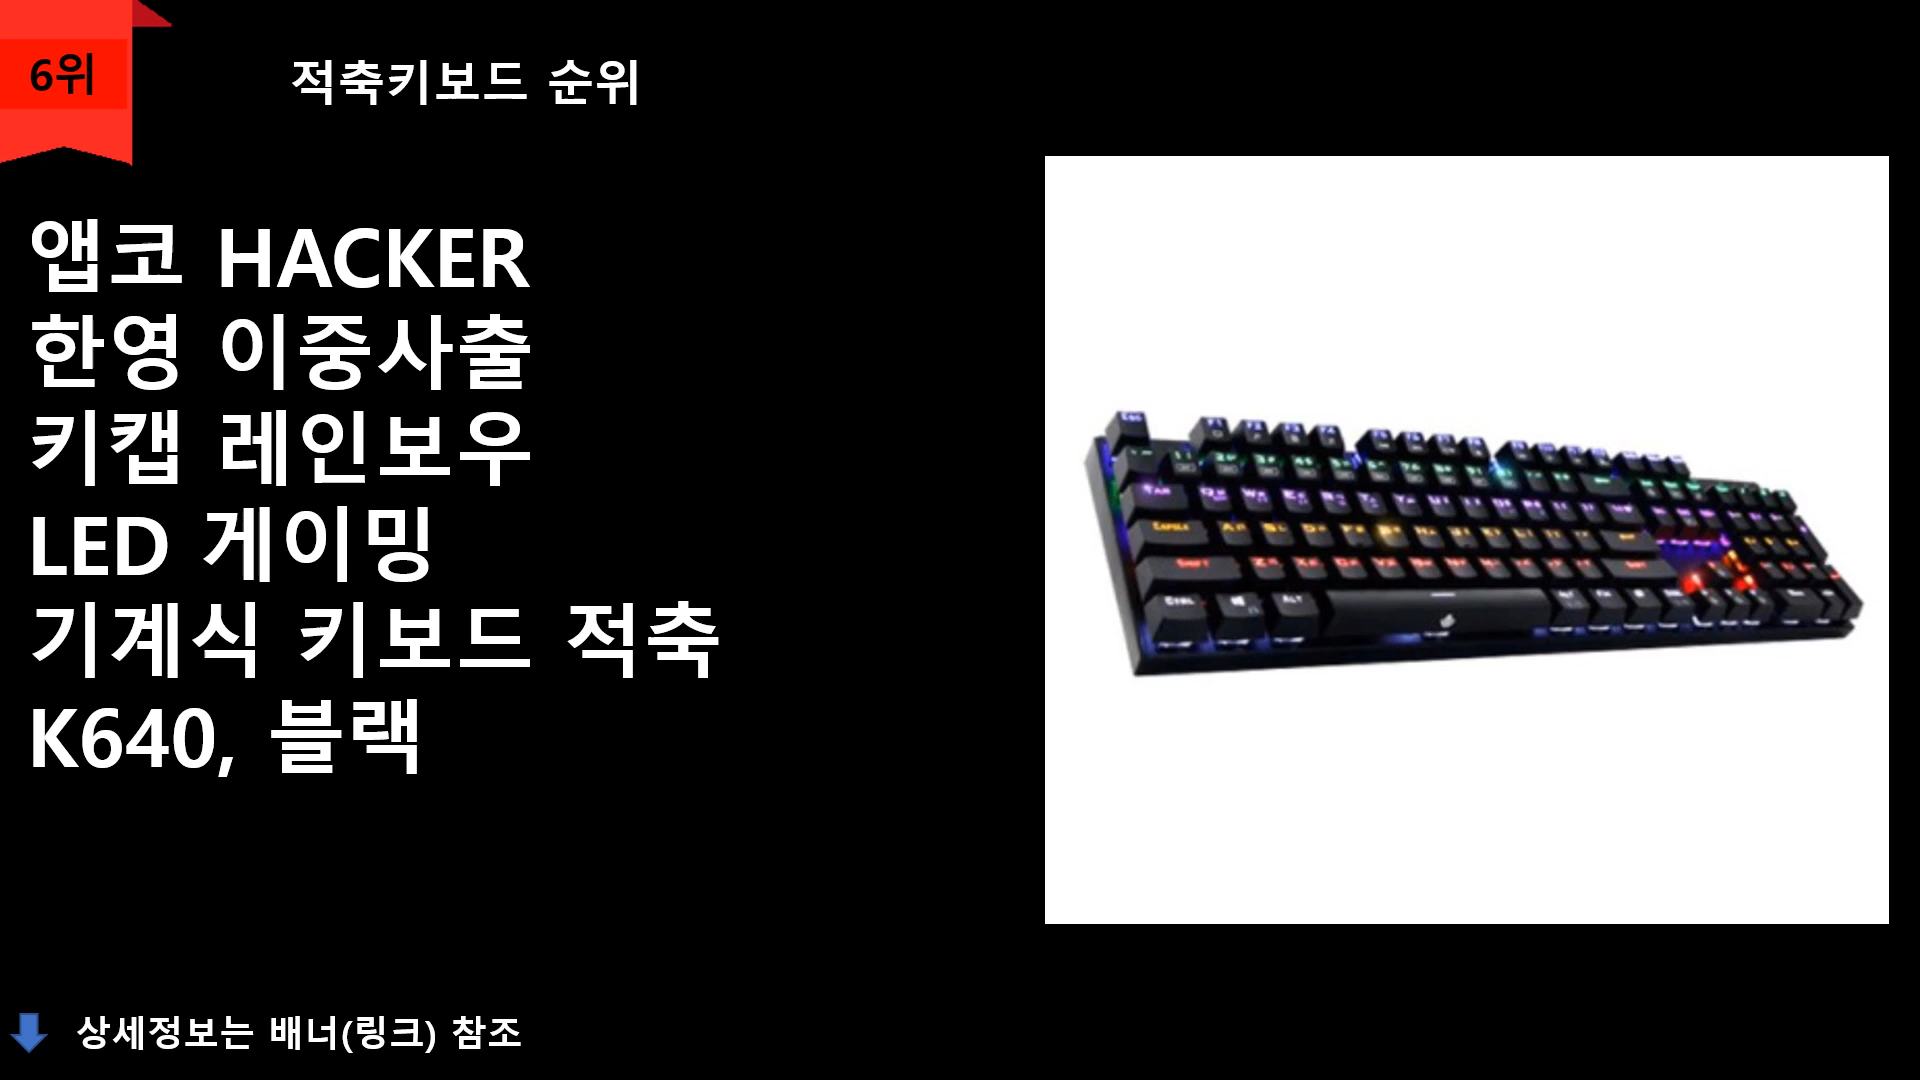 6위
적축키보드 순위
앱코 HACKER
한영 이중사출
키캡 레인보우
LED 게이밍
기계식 키보드 적축
K640, 블랙
상세정보는 배너(링크) 참조